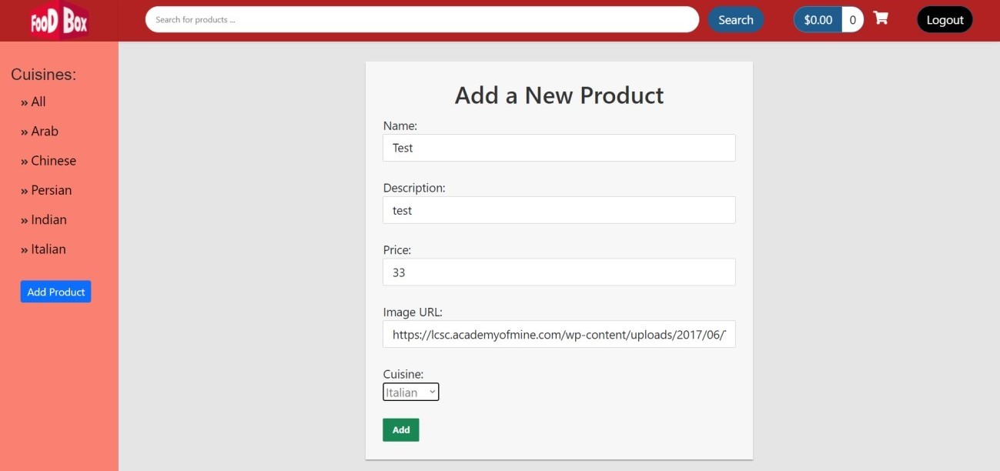 FooD Box
Search for products ...
Search
$0.00 0
Logout
Cuisines:
» All
» Arab
» Chinese
» Persian
» Indian
» Italian
Add Product
Add a New Product
Name:
Test
Description:
test
Price:
33
Image URL:
https://lcsc.academyofmine.com/wp-content/uploads/2017/06/
Cuisine:
Italian
Add